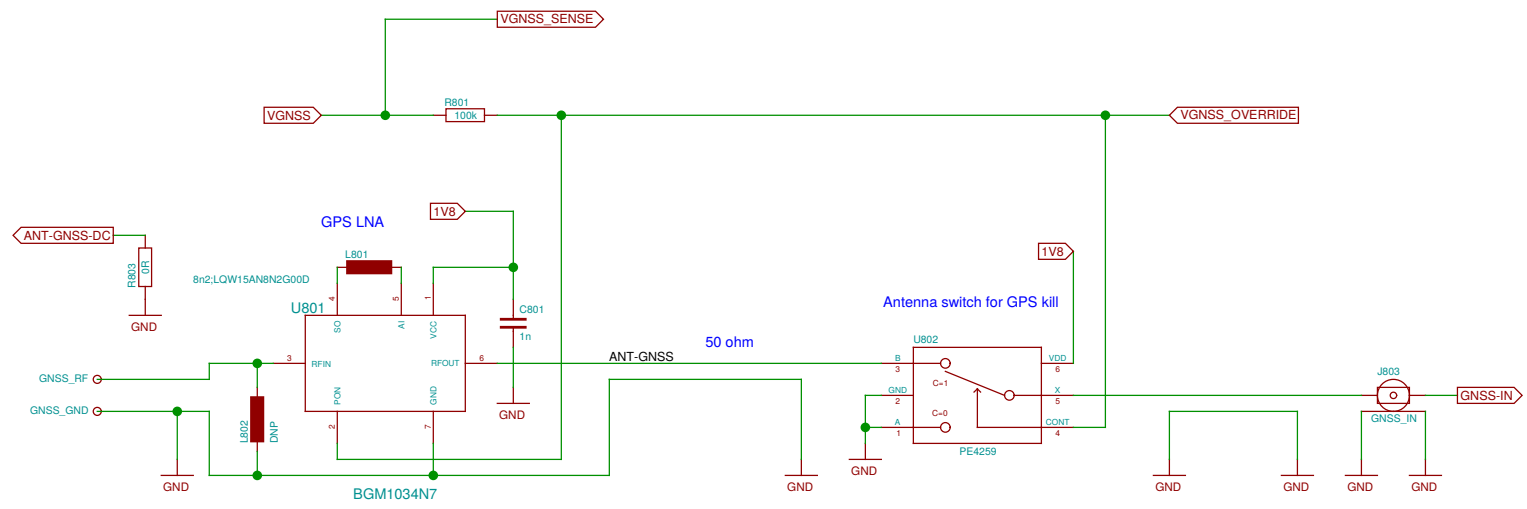 VGNSS_SENSE
VGNSS
R801
100k
VGNSS_OVERRIDE
1V8
GPS LNA
ANT-GNSS-DC
R803
0R
GND
L801
8n2;LQW15AN8N2G00D
1V8
Antenna switch for GPS kill
U801
4
5
1
SO
AI
VCC
C801
1n
3
RFIN
RFOUT
6
ANT-GNSS
50 ohm
U802
B
3
C=1
VDD
6
GNSS_RF
GNSS_GND
PON
GND
2
7
L802
DNP
GND
GND
2
X
5
C=0
A
1
CONT
4
PE4259
J803
GNSS_IN
GNSS-IN
GND
GND
GND
GND
GND
GND
GND
BGM1034N7